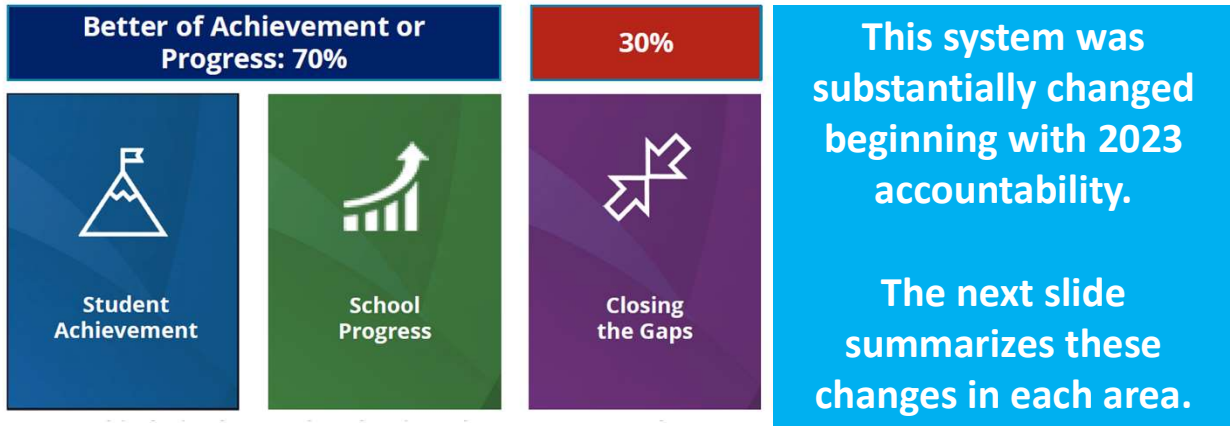 Better of Achievement or
Progress: 70%
30%
Student
Achievement
School
Progress
Closing
the Gaps
This system was
substantially changed
beginning with 2023
accountability.
The next slide
summarizes these
changes in each area.